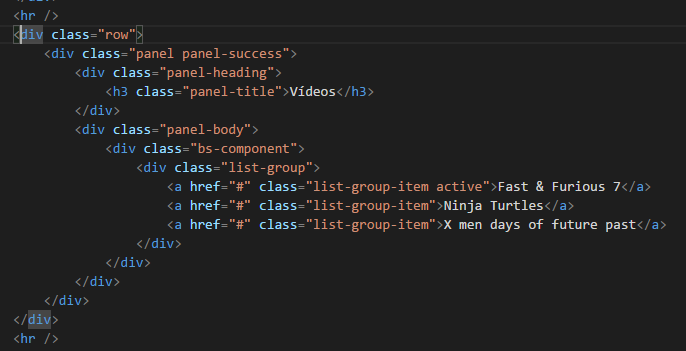 <hr />
<div class="row">
<div class="panel panel-success">
<div class="panel-heading">
<h3 class="panel-title">Vídeos</h3>
</div>
<div class="panel-body">
<div class="bs-component">
<div class="list-group">
<a href="#" class="list-group-item active">Fast & Furious 7</a>
<a href="#" class="list-group-item">Ninja Turtles</a>
<a href="#" class="list-group-item">X men days of future past</a>
</div>
</div>
</div>
</div>
</div>
<hr />